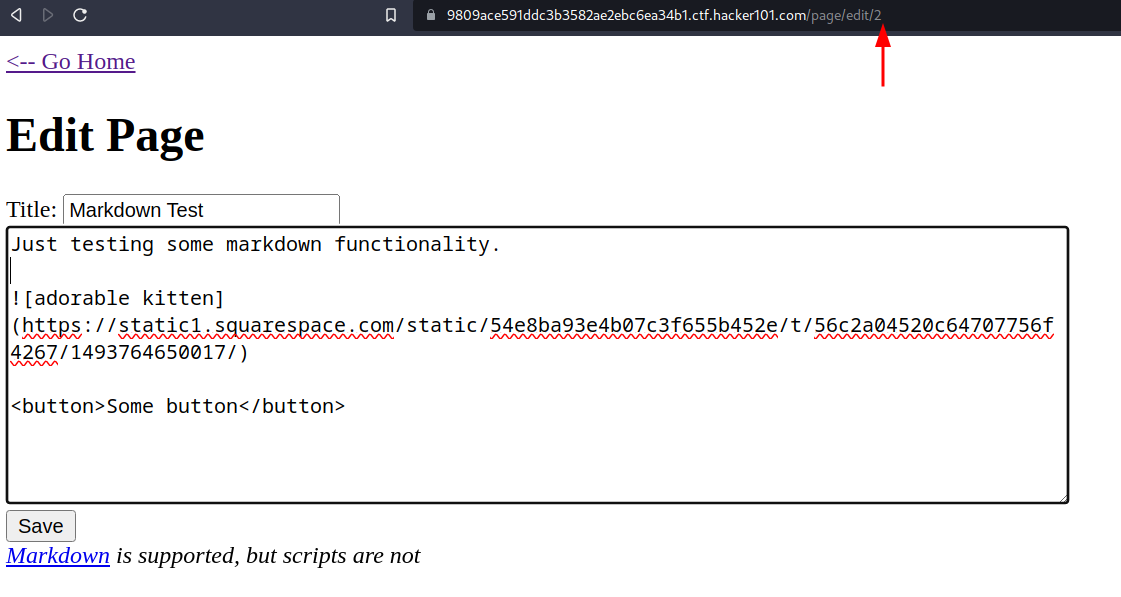 9809ace591ddc3b3582ae2ebc6ea34b1.ctf.hacker101.com/page/edit/2
<-- Go Home
Edit Page
Title: Markdown Test
Just testing some markdown functionality.
![adorable kitten]
(https://static1.squarespace.com/static/54e8ba93e4b07c3f655b452e/t/56c2a04520c64707756f
4267/1493764650017/)
<button>Some button</button>
Save
Markdown is supported, but scripts are not